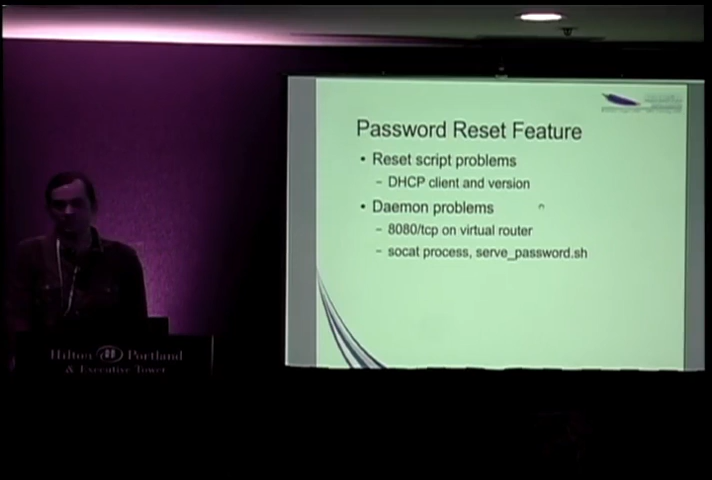 Password Reset Feature
• Reset script problems
– DHCP client and version
• Daemon problems
– 8080/tcp on virtual router
– socat process, serve_password.sh
Hilton Portland
& Executive Tower